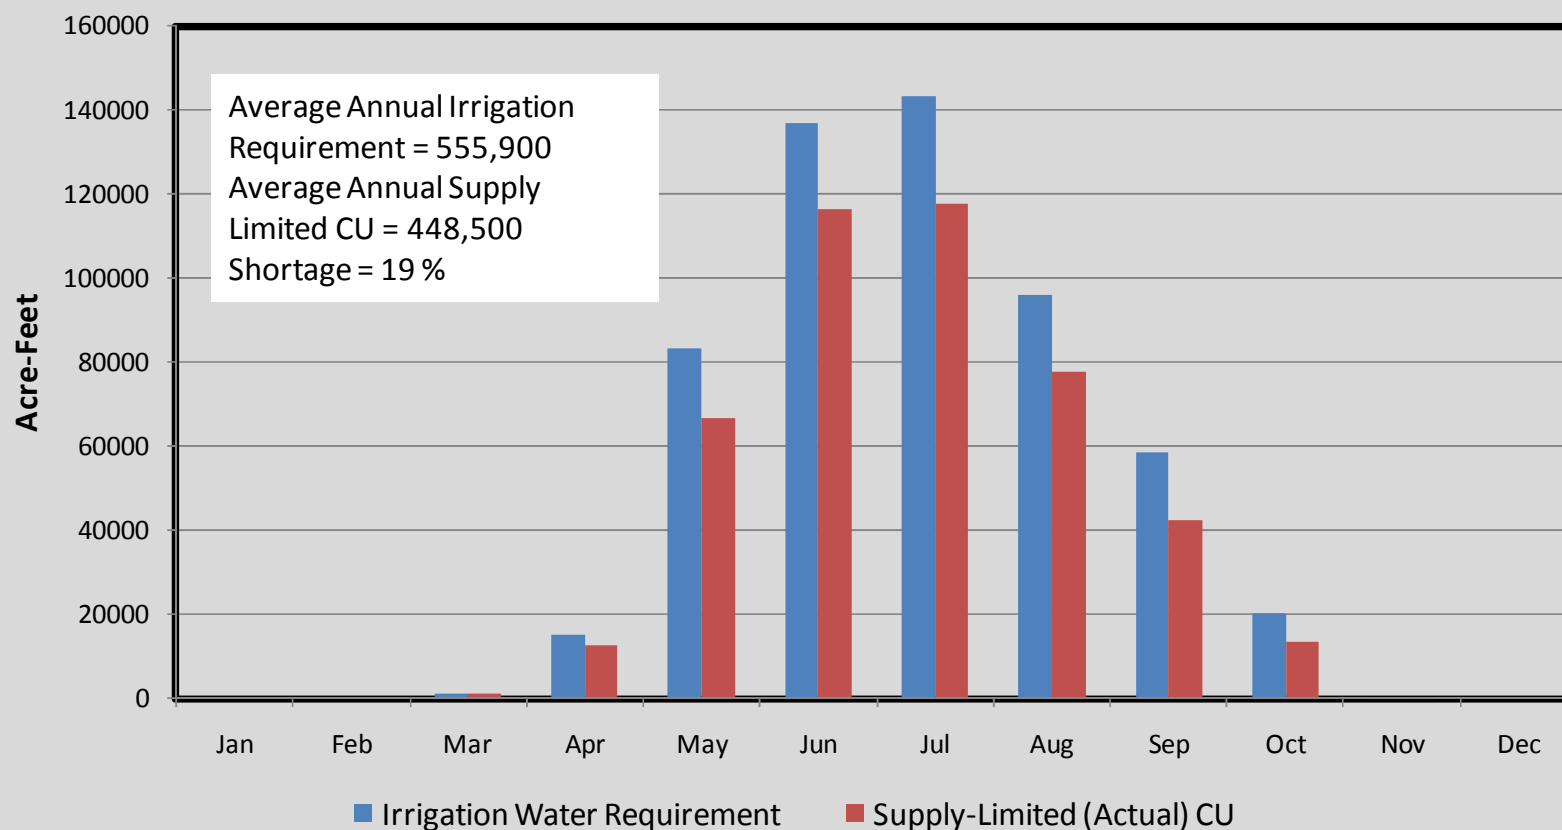 160000
140000
120000
100000
80000
60000
40000
20000
0
Acre-Feet
Average Annual Irrigation
Requirement = 555,900
Average Annual Supply
Limited CU = 448,500
Shortage = 19 %
Jan Feb Mar Apr May Jun Jul Aug Sep Oct Nov Dec
Irrigation Water Requirement Supply-Limited (Actual) CU